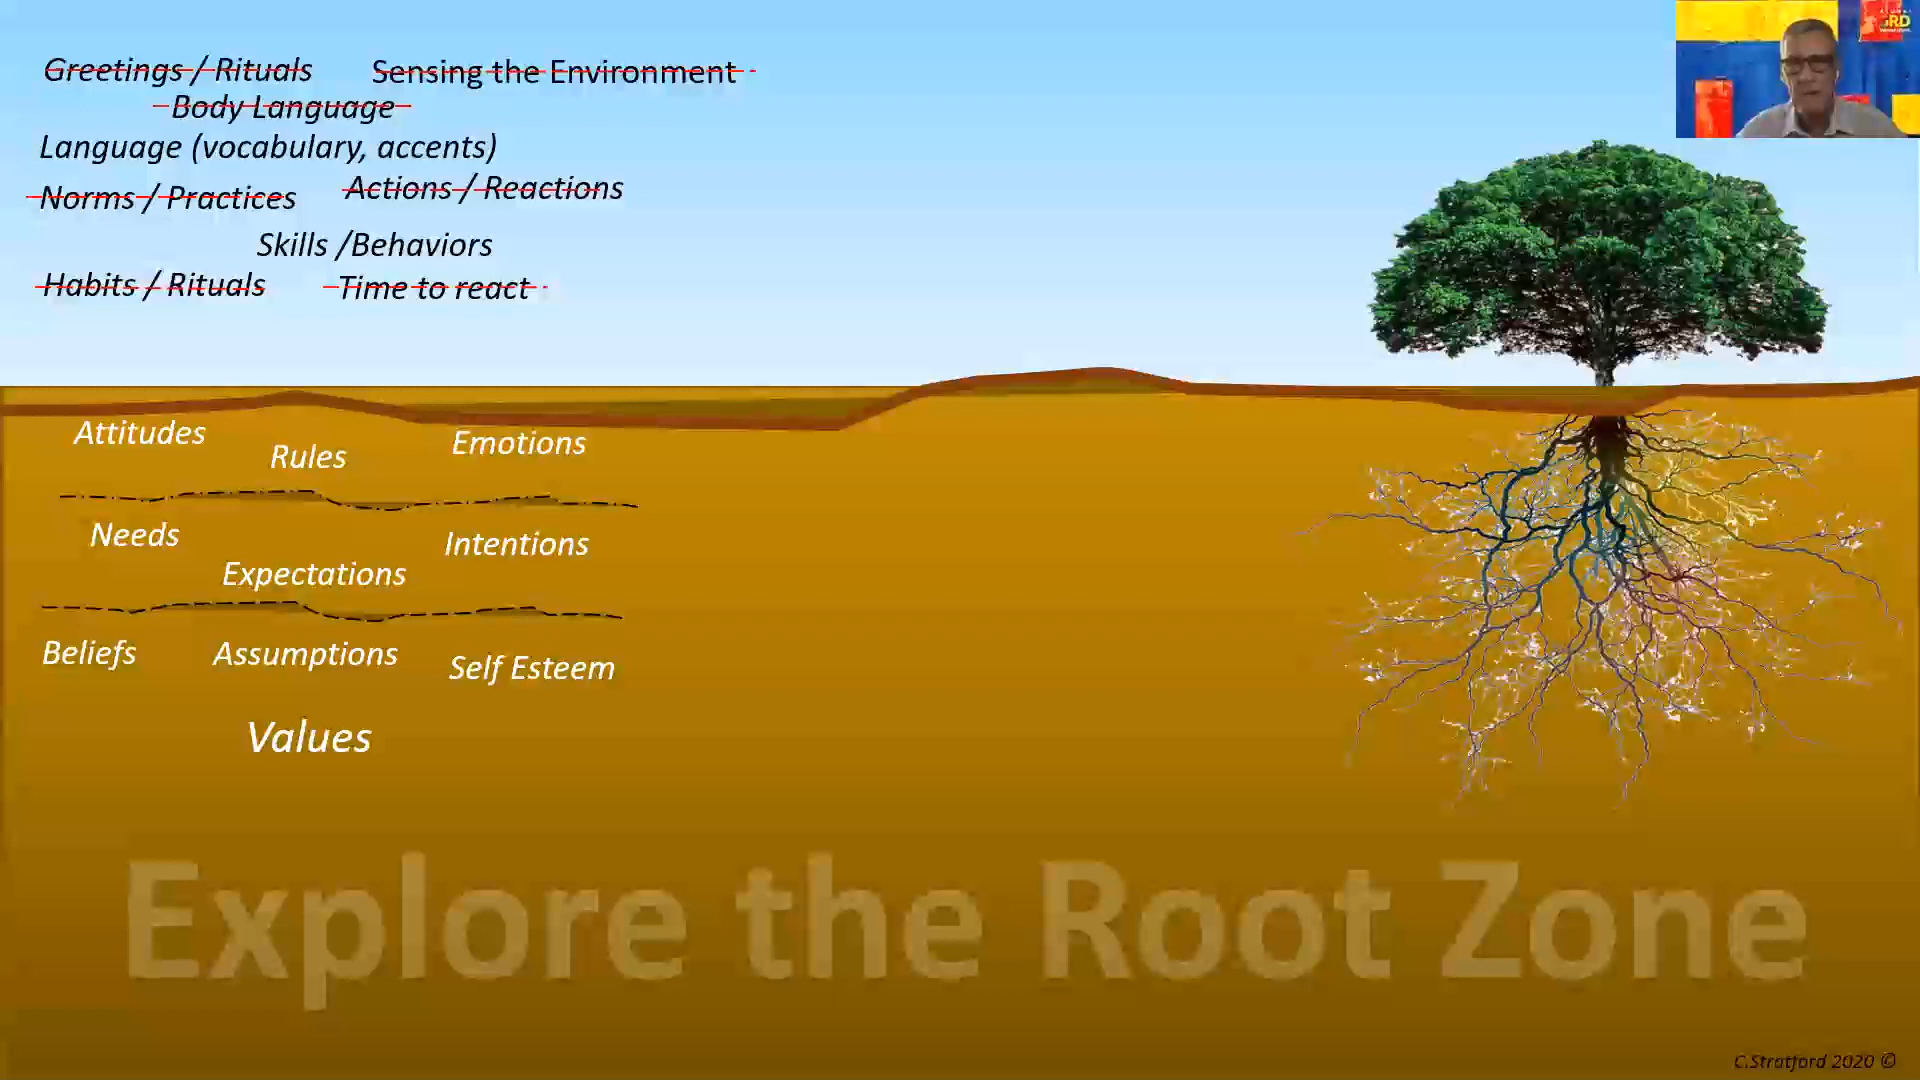 Greetings / Rituals
Sensing the Environment
Body Language
Language (vocabulary, accents)
Norms / Practices
Actions / Reactions
Skills /Behaviors
Habits / Rituals
Time to react
Attitudes
Rules
Emotions
Needs
Intentions
Expectations
Beliefs
Assumptions
Self Esteem
Values
Explore the Root Zone
C.Stratford 2020 ©